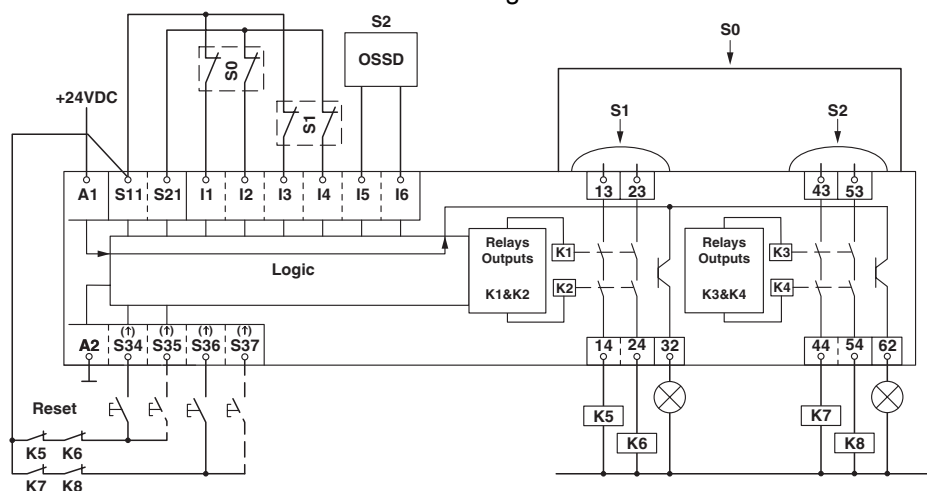 S2
S0
OSSD
S0
+24VDC
S1
S1
S2
A1 S11 S21 I1 I2 I3 I4 I5 I6
13 23
43 53
Logic
Relays
Outputs
K1&K2
K1
K2
Relays
Outputs
K3&K4
K3
K4
(↑) (↑) (↑) (↑)
A2 S34 S35 S36 S37
14 24 32
44 54 62
Reset
K5 K6
K7 K8
K5
K6
K7
K8